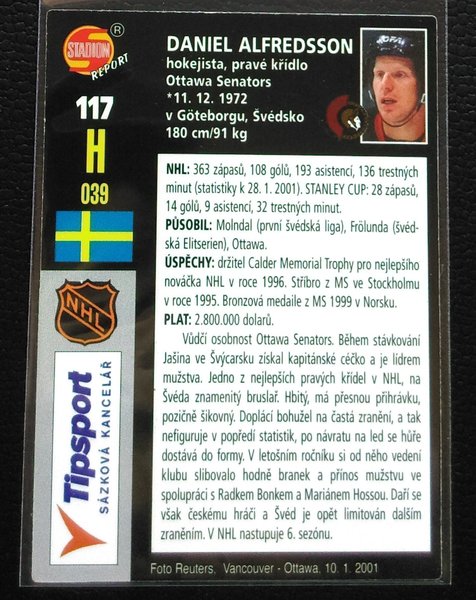 STADION
REPORT
®
117
H
039
NHL
Tipsport
SÁZKOVÁ KANCELÁŘ
DANIEL ALFREDSSON
hokejista, pravé křídlo
Ottawa Senators
*11. 12. 1972
v Göteborgu, Švédsko
180 cm/91 kg
NHL: 363 zápasů, 108 gólů, 193 asistencí, 136 trestných
minut (statistiky k 28. 1. 2001). STANLEY CUP: 28 zápasů,
14 gólů, 9 asistencí, 32 trestných minut.
PŮSOBIL: Molndal (první švédská liga), Frölunda (švéd-
ská Elitserien), Ottawa.
ÚSPĚCHY: držitel Calder Memorial Trophy pro nejlepšího
nováčka NHL v roce 1996. Stříbro z MS ve Stockholmu
v roce 1995. Bronzová medaile z MS 1999 v Norsku.
PLAT: 2.800.000 dolarů.
Vůdčí osobnost Ottawa Senators. Během stávkování
Jašina ve Švýcarsku získal kapitánské céčko a je lídrem
mužstva. Jedno z nejlepších pravých křídel v NHL, na
Švéda znamenitý bruslař. Hbitý, má přesnou přihrávku,
pozičně šikovný. Doplácí bohužel na častá zranění, a tak
nefiguruje v popředí statistik, po návratu na led se hůře
dostává do formy. V letošním ročníku si od něho vedení
klubu slibovalo hodně branek a přínos mužstvu ve
spolupráci s Radkem Bonkem a Mariánem Hossou. Daří se
však českému hráči a Švéd je opět limitován dalším
zraněním. V NHL nastupuje 6. sezónu.
Foto Reuters. Vancouver - Ottawa, 10. 1. 2001